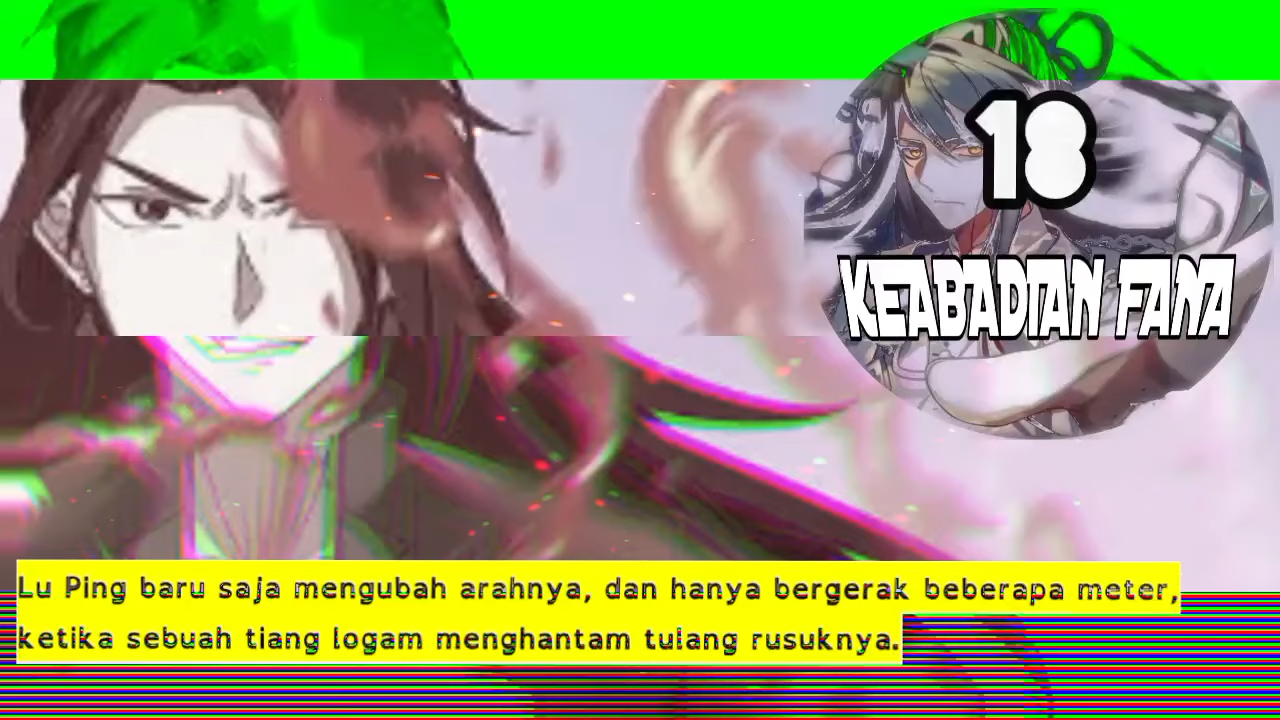 18
KEABADIAN FANA
Lu Ping baru saja mengubah arahnya, dan hanya bergerak beberapa meter,
ketika sebuah tiang logam menghantam tulang rusuknya.